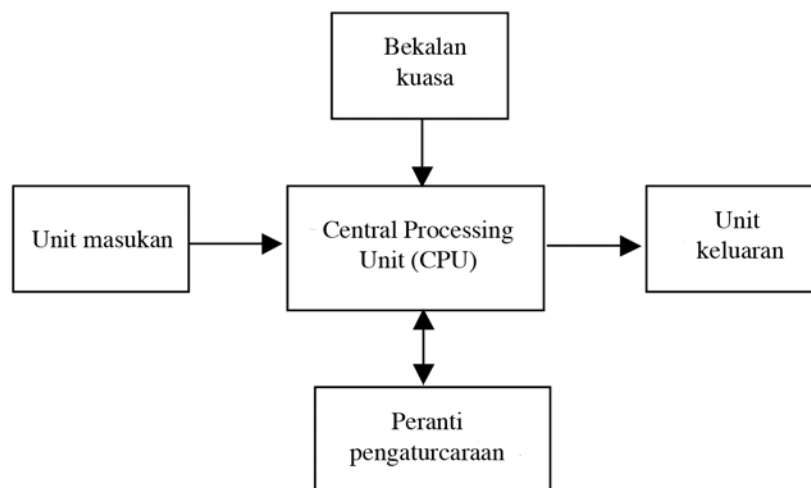 Bekalan
kuasa
Unit masukan
Central Processing
Unit (CPU)
Unit
keluaran
Peranti
pengaturcaraan